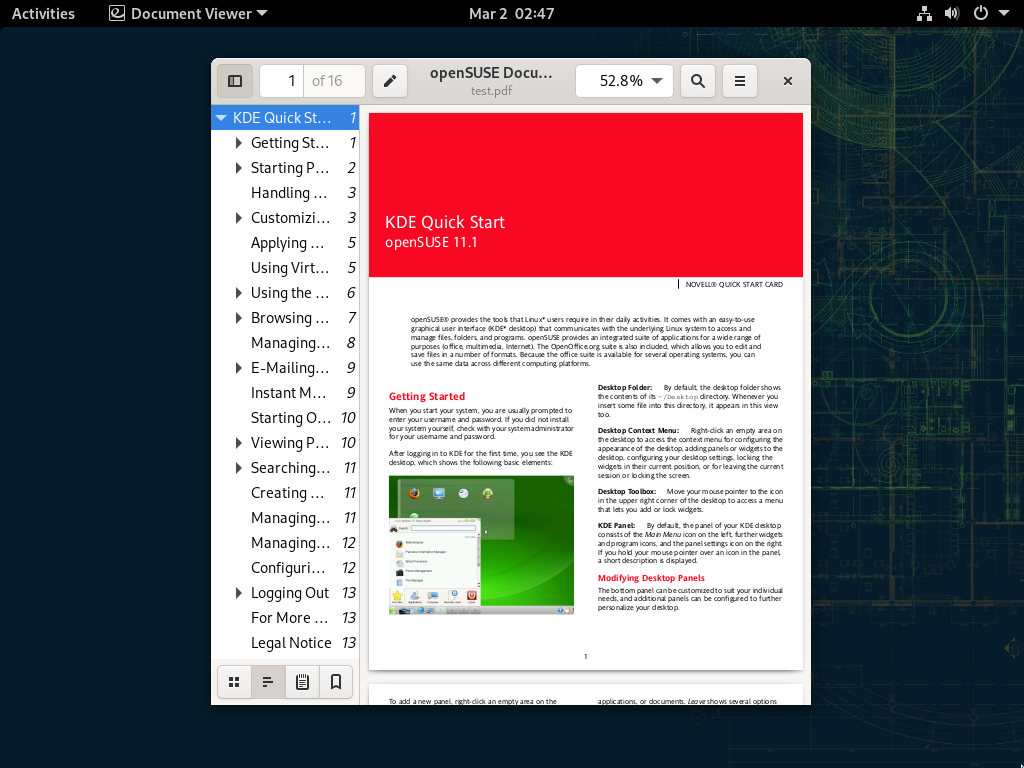 Activities
Document Viewer
Mar 2 02:47
1
of 16
openSUSE Docu...
test.pdf
52.8%
KDE Quick St... 1
Getting St... 1
Starting P... 2
Handling ... 3
Customizi... 3
Applying ... 5
Using Virt... 5
Using the ... 6
Browsing ... 7
Managing... 8
E-Mailing... 9
Instant M... 9
Starting O... 10
Viewing P... 10
Searching... 11
Creating ... 11
Managing... 11
Managing... 12
Configuri... 12
Logging Out 13
For More ... 13
Legal Notice 13
KDE Quick Start
openSUSE 11.1
NOVELL® QUICK START CARD
openSUSE® provides the tools that Linux* users require in their daily activities. It comes with an easy-to-use
graphical user interface (KDE* desktop) that communicates with the underlying Linux system to access and
manage files, folders, and programs. openSUSE provides an integrated suite of applications for a wide range of
purposes (office, multimedia, Internet). The OpenOffice.org suite is also included, which allows you to edit and
save files in a number of formats. Because the office suite is available for several operating systems, you can
use the same data across different computing platforms.
Getting Started
When you start your system, you are usually prompted to
enter your username and password. If you did not install
your system yourself, check with your system administrator
for your username and password.
After logging in to KDE for the first time, you see the KDE
desktop, which shows the following basic elements:
Desktop Folder: By default, the desktop folder shows
the contents of its ~/Desktop directory. Whenever you
insert some file into this directory, it appears in this view
too.
Desktop Context Menu: Right-click an empty area on
the desktop to access the context menu for configuring the
appearance of the desktop, adding panels or widgets to the
desktop, configuring your desktop settings, locking the
widgets in their current position, or for leaving the current
session or locking the screen.
Desktop Toolbox: Move your mouse pointer to the icon
in the upper right corner of the desktop to access a menu
that lets you add or lock widgets.
KDE Panel: By default, the panel of your KDE desktop
consists of the Main Menu icon on the left, further widgets
and program icons, and the panel settings icon on the right.
If you hold your mouse pointer over an icon in the panel,
a short description is displayed.
Modifying Desktop Panels
The bottom panel can be customized to suit your individual
needs, and additional panels can be configured to further
personalize your desktop.
1
To add a new panel, right-click an empty area on the
applications, or documents. Leave shows several options